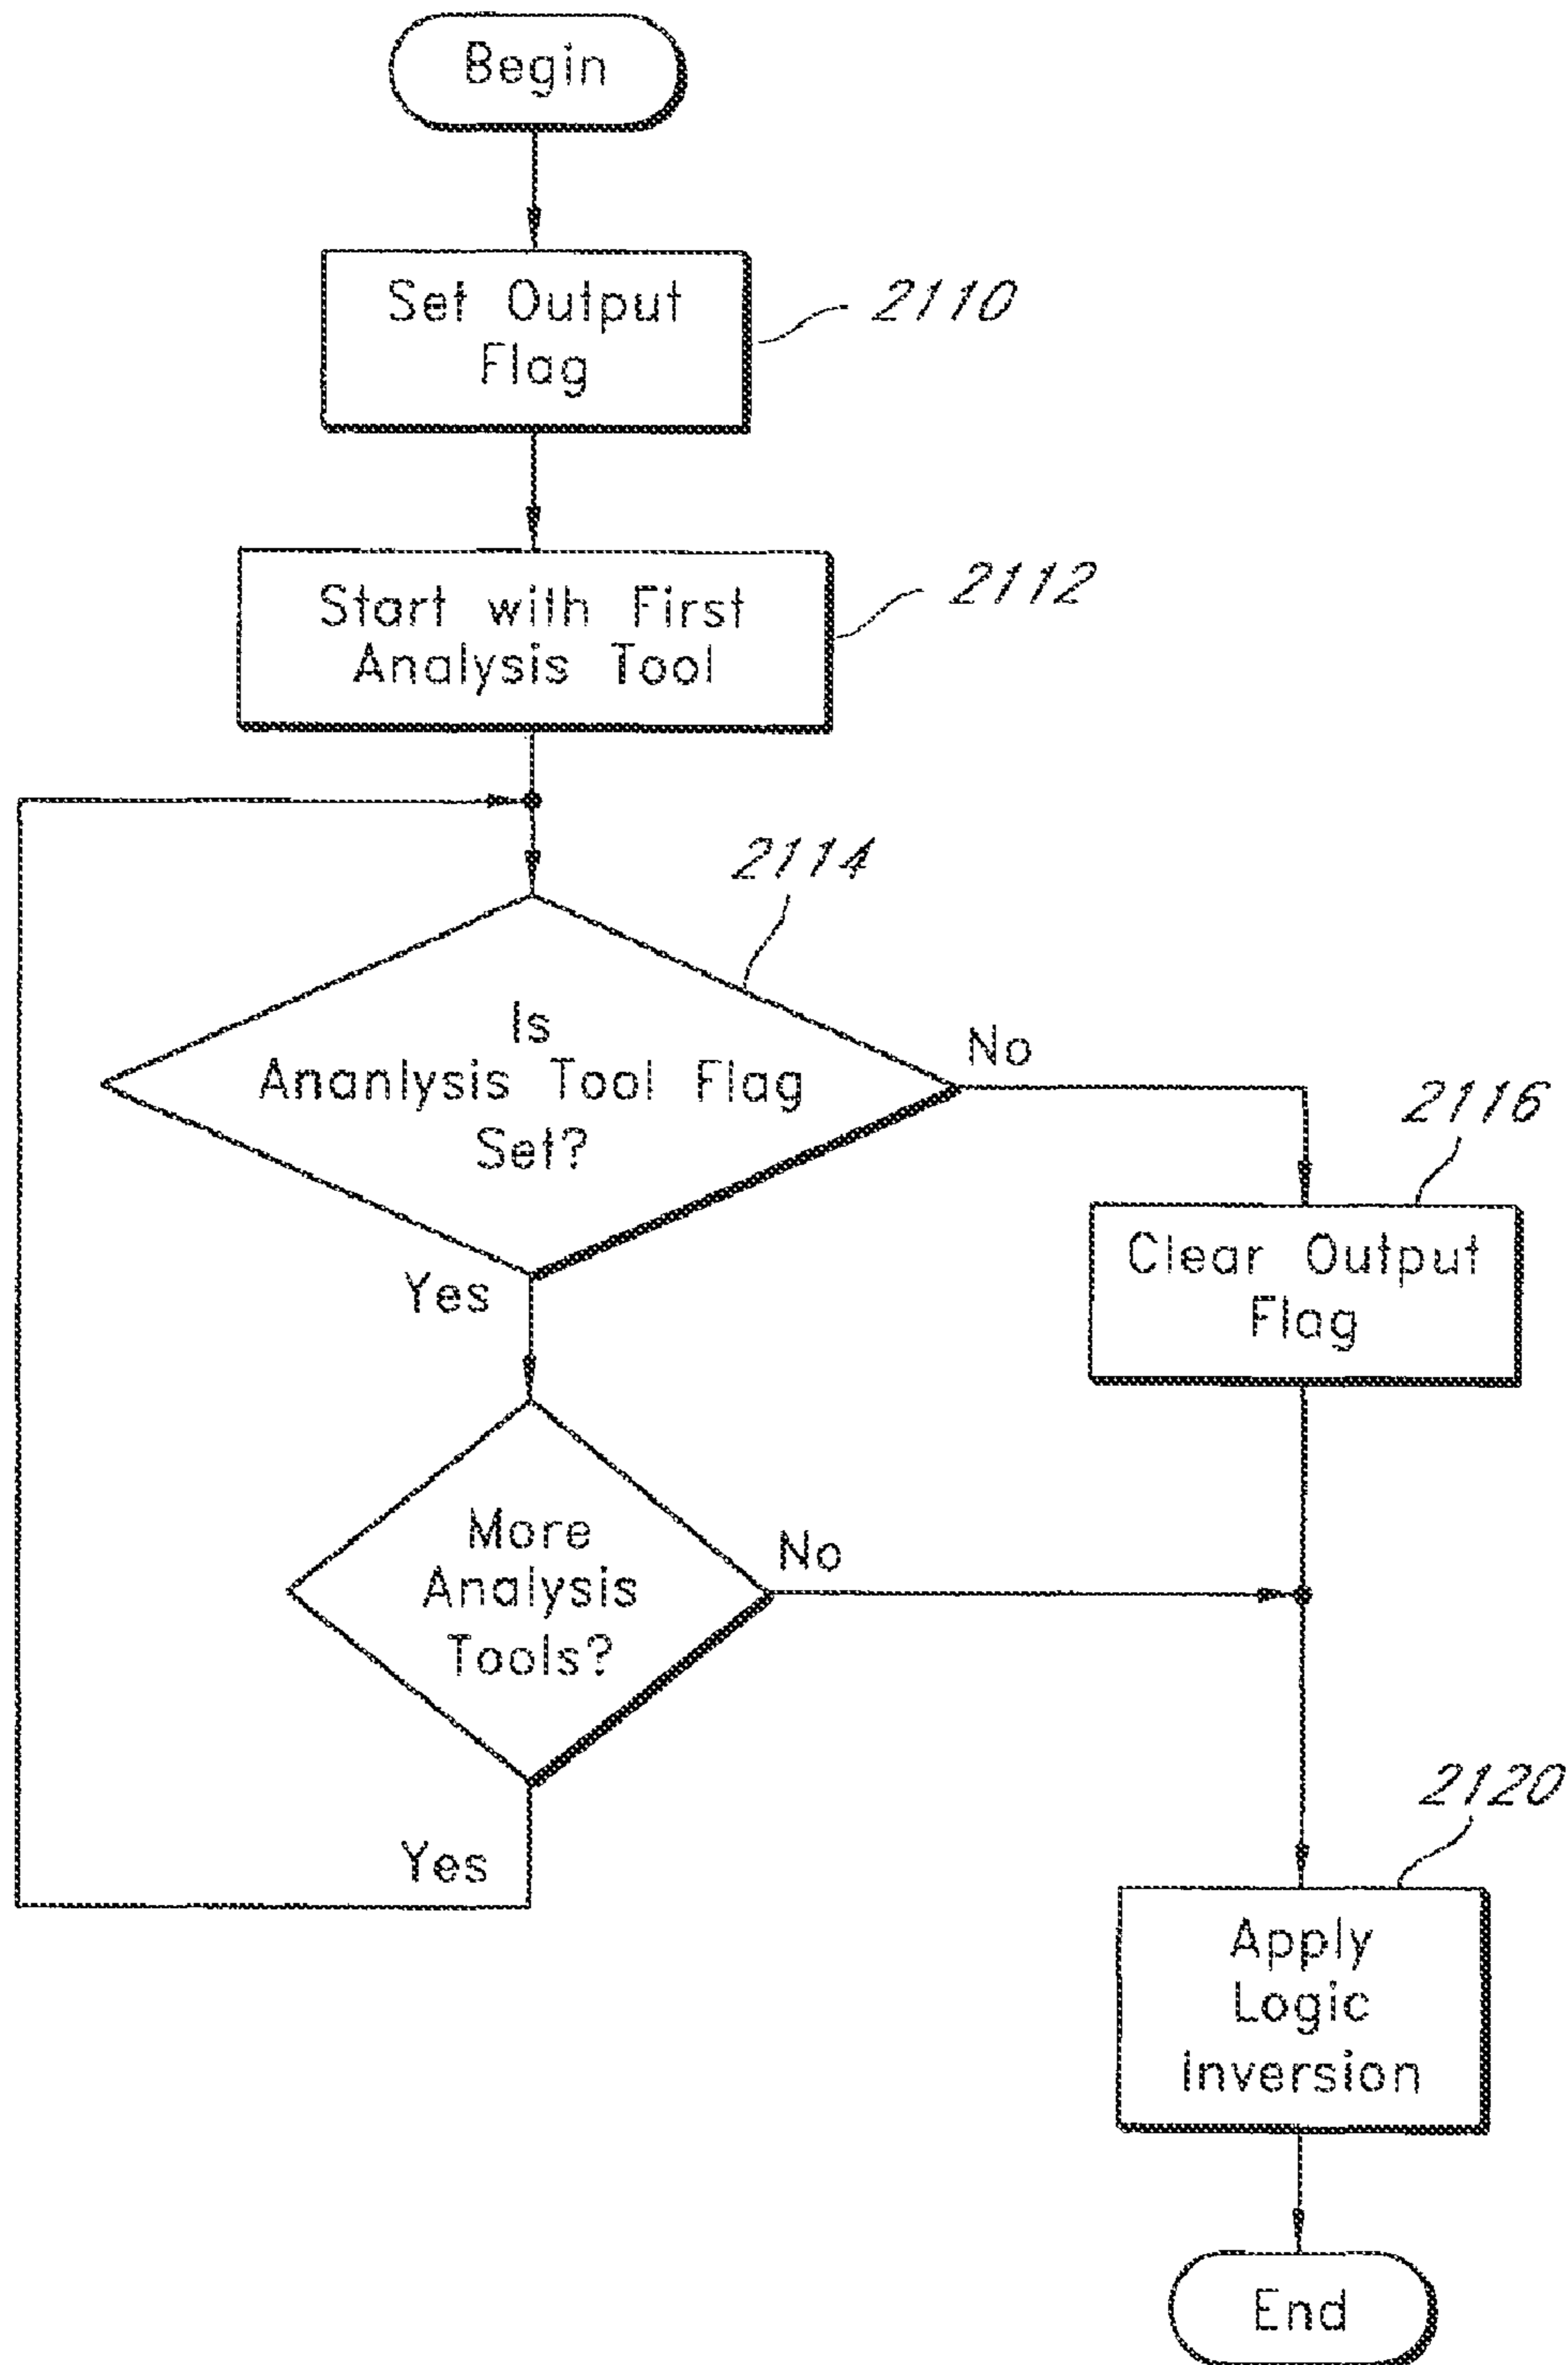 Begin
Set Output
Flag
2110
Start with First
Analysis Tool
2112
2114
Is
Ananlysis Tool Flag
Set?
No
2116
Clear Output
Flag
Yes
More
Analysis
Tools?
No
Yes
2120
Apply
Logic
Inversion
End